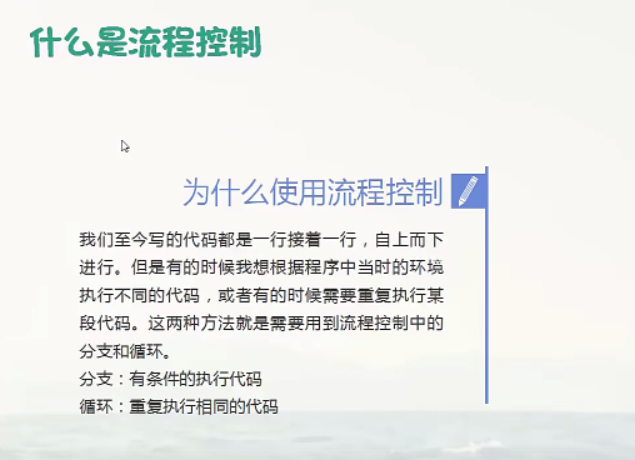 什么是流程控制
为什么使用流程控制
我们至今写的代码都是一行接着一行，自上而下
进行。但是有的时候我想根据程序中当时的环境
执行不同的代码，或者有的时候需要重复执行某
段代码。这两种方法就是需要用到流程控制中的
分支和循环。
分支：有条件的执行代码
循环：重复执行相同的代码